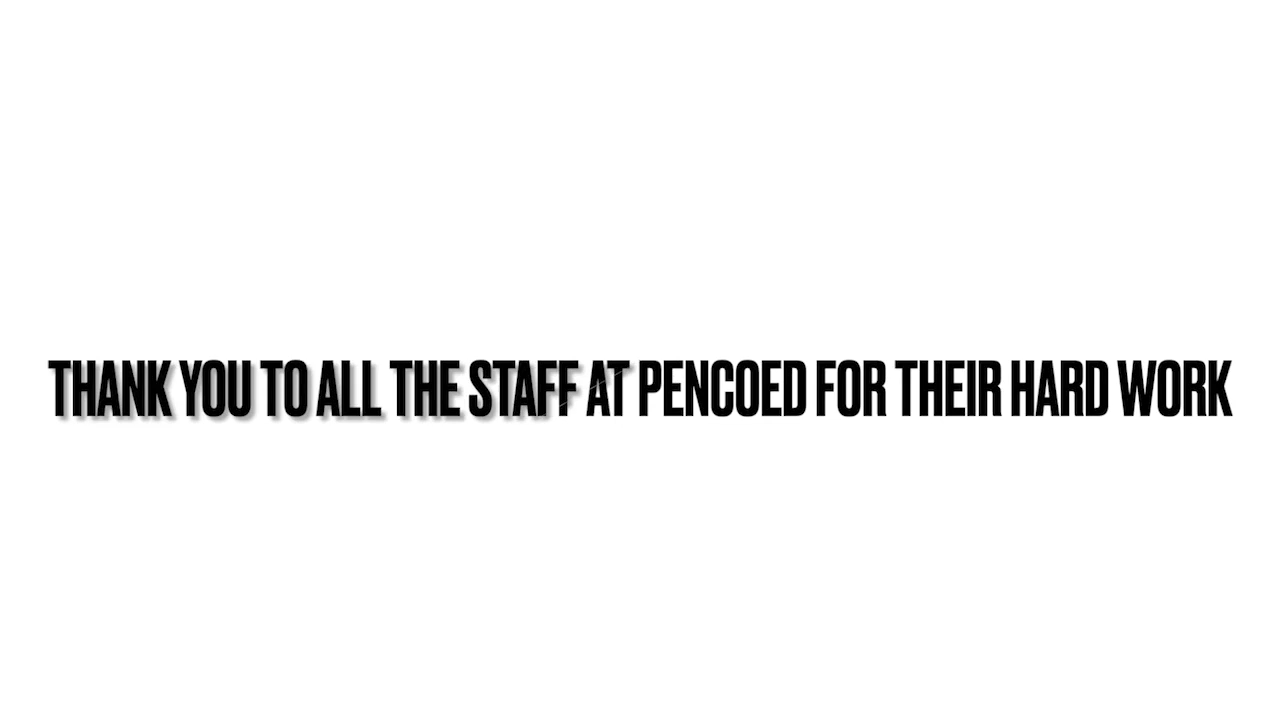 THANK YOU TO ALL THE STAFF AT PENCOED FOR THEIR HARD WORK